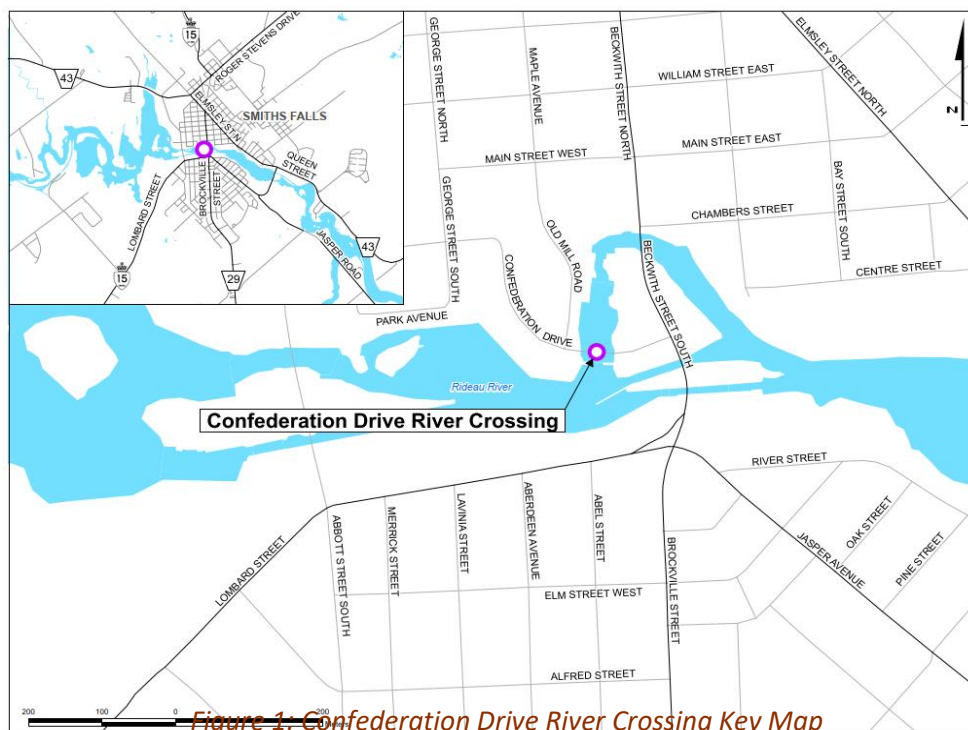 15
ROGER STEVENS DRIVE
43
ELMSLEY ST N
SMITHS FALLS
QUEEN STREET
LOMBARD STREET
BROCKVILLE STREET
JASPER ROAD
43
15
29
GEORGE STREET NORTH
MAPLE AVENUE
BECKWITH STREET NORTH
ELMSLEY STREET NORTH
WILLIAM STREET EAST
N
MAIN STREET WEST
MAIN STREET EAST
GEORGE STREET SOUTH
BAY STREET SOUTH
CHAMBERS STREET
OLD MILL ROAD
CONFEDERATION DRIVE
BECKWITH STREET SOUTH
CENTRE STREET
PARK AVENUE
Rideau River
Confederation Drive River Crossing
RIVER STREET
LOMBARD STREET
ABBOTT STREET SOUTH
MERRICK STREET
LAVINIA STREET
ABERDEEN AVENUE
ABEL STREET
BROCKVILLE STREET
JASPER AVENUE
OAK STREET
PINE STREET
ELM STREET WEST
ALFRED STREET
200 100 0 200
Meters
Figure 1: Confederation Drive River Crossing Key Map